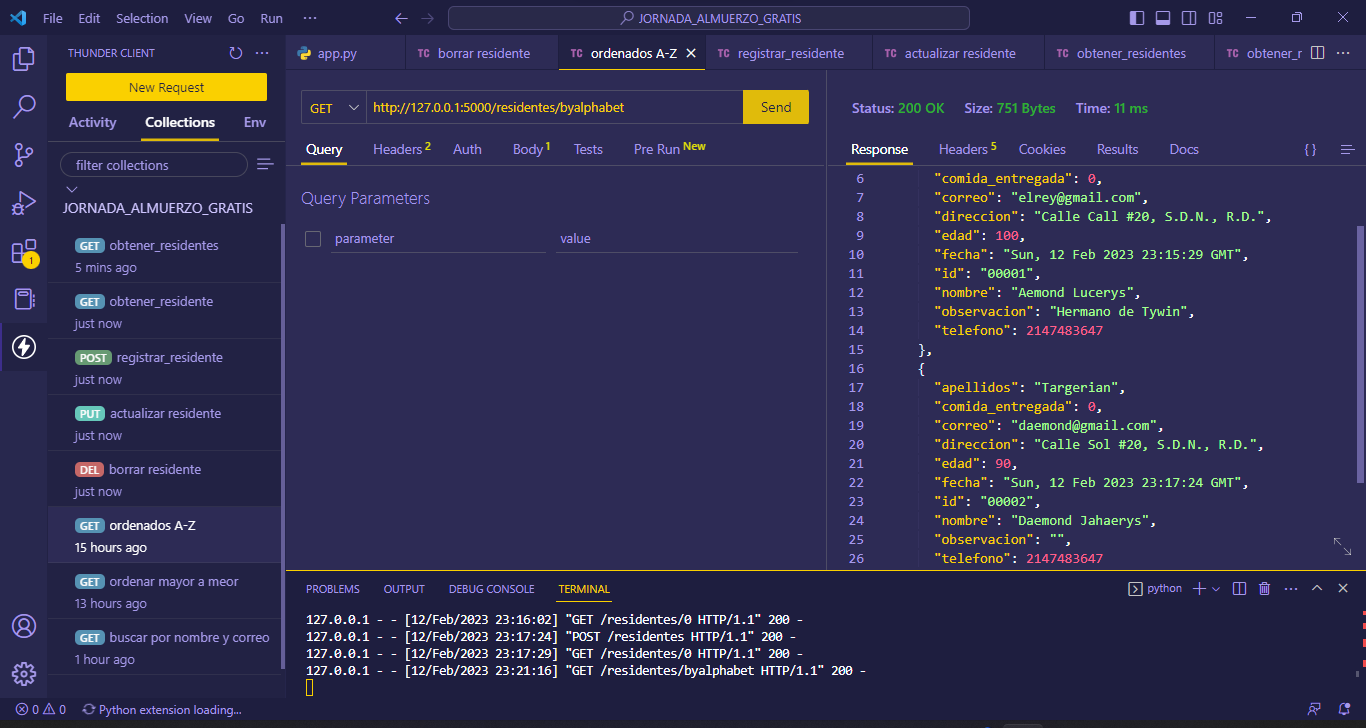 File Edit Selection View Go Run ··· JORNADA_ALMUERZO_GRATIS
THUNDER CLIENT ···
New Request
Activity Collections Env
filter collections
JORNADA_ALMUERZO_GRATIS
GET obtener_residentes
5 mins ago
GET obtener_residente
just now
POST registrar_residente
just now
PUT actualizar residente
just now
DEL borrar residente
just now
GET ordenados A-Z
15 hours ago
GET ordenar mayor a meor
13 hours ago
GET buscar por nombre y correo
1 hour ago
1
app.py TC borrar residente TC ordenados A-Z TC registrar_residente TC actualizar residente TC obtener_residentes TC obtener_r ···
GET http://127.0.0.1:5000/residentes/byalphabet Send
Query Headers 2 Auth Body 1 Tests Pre Run New
Query Parameters
parameter value
Status: 200 OK Size: 751 Bytes Time: 11 ms
Response Headers 5 Cookies Results Docs {}
6 "comida_entregada": 0,
7 "correo": "elrey@gmail.com",
8 "direccion": "Calle Call #20, S.D.N., R.D.",
9 "edad": 100,
10 "fecha": "Sun, 12 Feb 2023 23:15:29 GMT",
11 "id": "00001",
12 "nombre": "Aemond Lucerys",
13 "observacion": "Hermano de Tywin",
14 "telefono": 2147483647
15 },
16 {
17 "apellidos": "Targerian",
18 "comida_entregada": 0,
19 "correo": "daemond@gmail.com",
20 "direccion": "Calle Sol #20, S.D.N., R.D.",
21 "edad": 90,
22 "fecha": "Sun, 12 Feb 2023 23:17:24 GMT",
23 "id": "00002",
24 "nombre": "Daemond Jahaerys",
25 "observacion": "",
26 "telefono": 2147483647
PROBLEMS OUTPUT DEBUG CONSOLE TERMINAL python ···
127.0.0.1 - - [12/Feb/2023 23:16:02] "GET /residentes/0 HTTP/1.1" 200 -
127.0.0.1 - - [12/Feb/2023 23:17:24] "POST /residentes HTTP/1.1" 200 -
127.0.0.1 - - [12/Feb/2023 23:17:29] "GET /residentes/0 HTTP/1.1" 200 -
127.0.0.1 - - [12/Feb/2023 23:21:16] "GET /residentes/byalphabet HTTP/1.1" 200 -
0 0 Python extension loading...